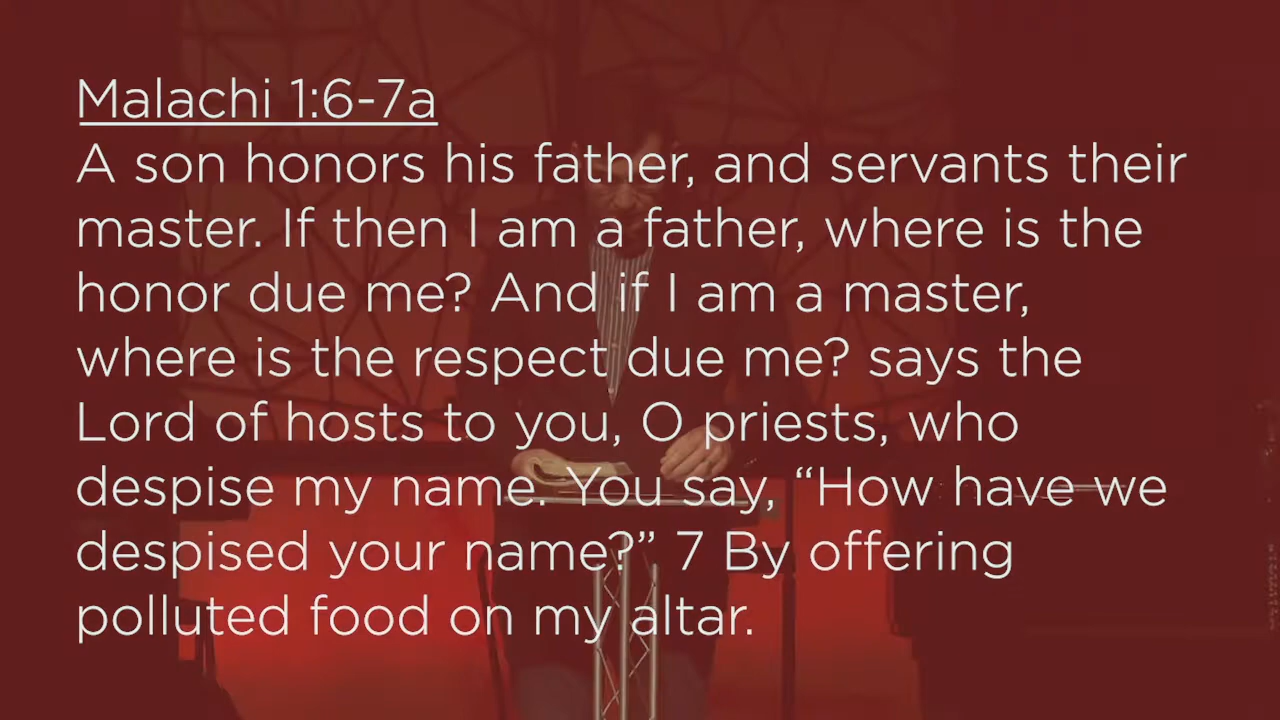 Malachi 1:6-7a
A son honors his father, and servants their
master. If then I am a father, where is the
honor due me? And if I am a master,
where is the respect due me? says the
Lord of hosts to you, O priests, who
despise my name. You say, “How have we
despised your name?” 7 By offering
polluted food on my altar.